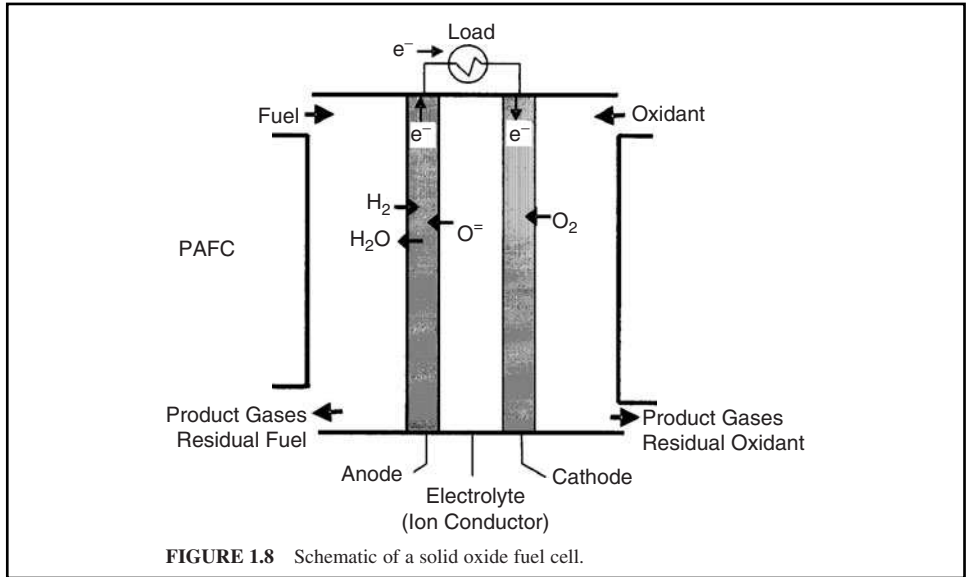 Load
e⁻
Fuel
Oxidant
e⁻
e⁻
H₂
O⁼
O₂
H₂O
PAFC
Product Gases
Residual Fuel
Product Gases
Residual Oxidant
Anode
Cathode
Electrolyte
(Ion Conductor)
FIGURE 1.8 Schematic of a solid oxide fuel cell.